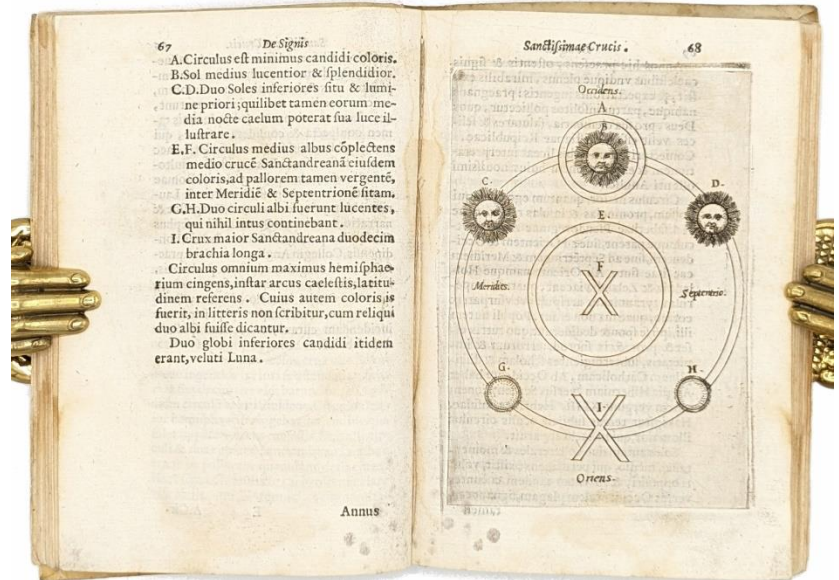 67 De Signis
A.Circulus est minimus candidi coloris.
B.Sol medius lucentior & splendidior.
C.D.Duo Soles inferiores situ & lumi-
ne priori; quilibet tamen eorum me-
dia nocte caelum poterat sua luce il-
lustrare.
E.F. Circulus medius albus cōplectens
medio crucē Sanctandreanā eiusdem
coloris, ad pallorem tamen vergentē,
inter Meridiē & Septentrionē sitam.
G.H.Duo circuli albi fuerunt lucentes,
qui nihil intus continebant.
I. Crux maior Sanctandreana duodecim
brachia longa.
Circulus omnium maximus hemisphae-
rium cingens, instar arcus caelestis, latitu-
dinem referens. Cuius autem coloris is
fuerit, in litteris non scribitur, cum reliqui
duo albi fuisse dicantur.
Duo globi inferiores candidi itidem
erant, veluti Luna.
Annus
Sanctissimae Crucis. 68
Occidens.
A
B
C.
D.
E.
F
Meridies.
Septentrio.
G.
H.
I
Oriens.